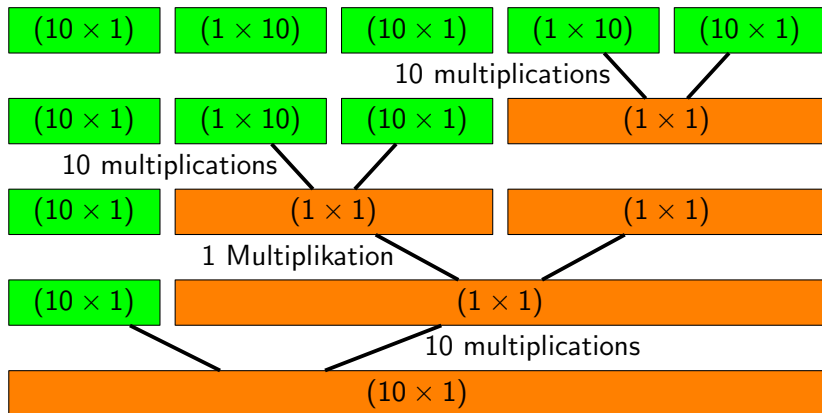 (10 × 1) (1 × 10) (10 × 1) (1 × 10) (10 × 1)
10 multiplications
(10 × 1) (1 × 10) (10 × 1) (1 × 1)
10 multiplications
(10 × 1) (1 × 1) (1 × 1)
1 Multiplikation
(10 × 1) (1 × 1)
10 multiplications
(10 × 1)